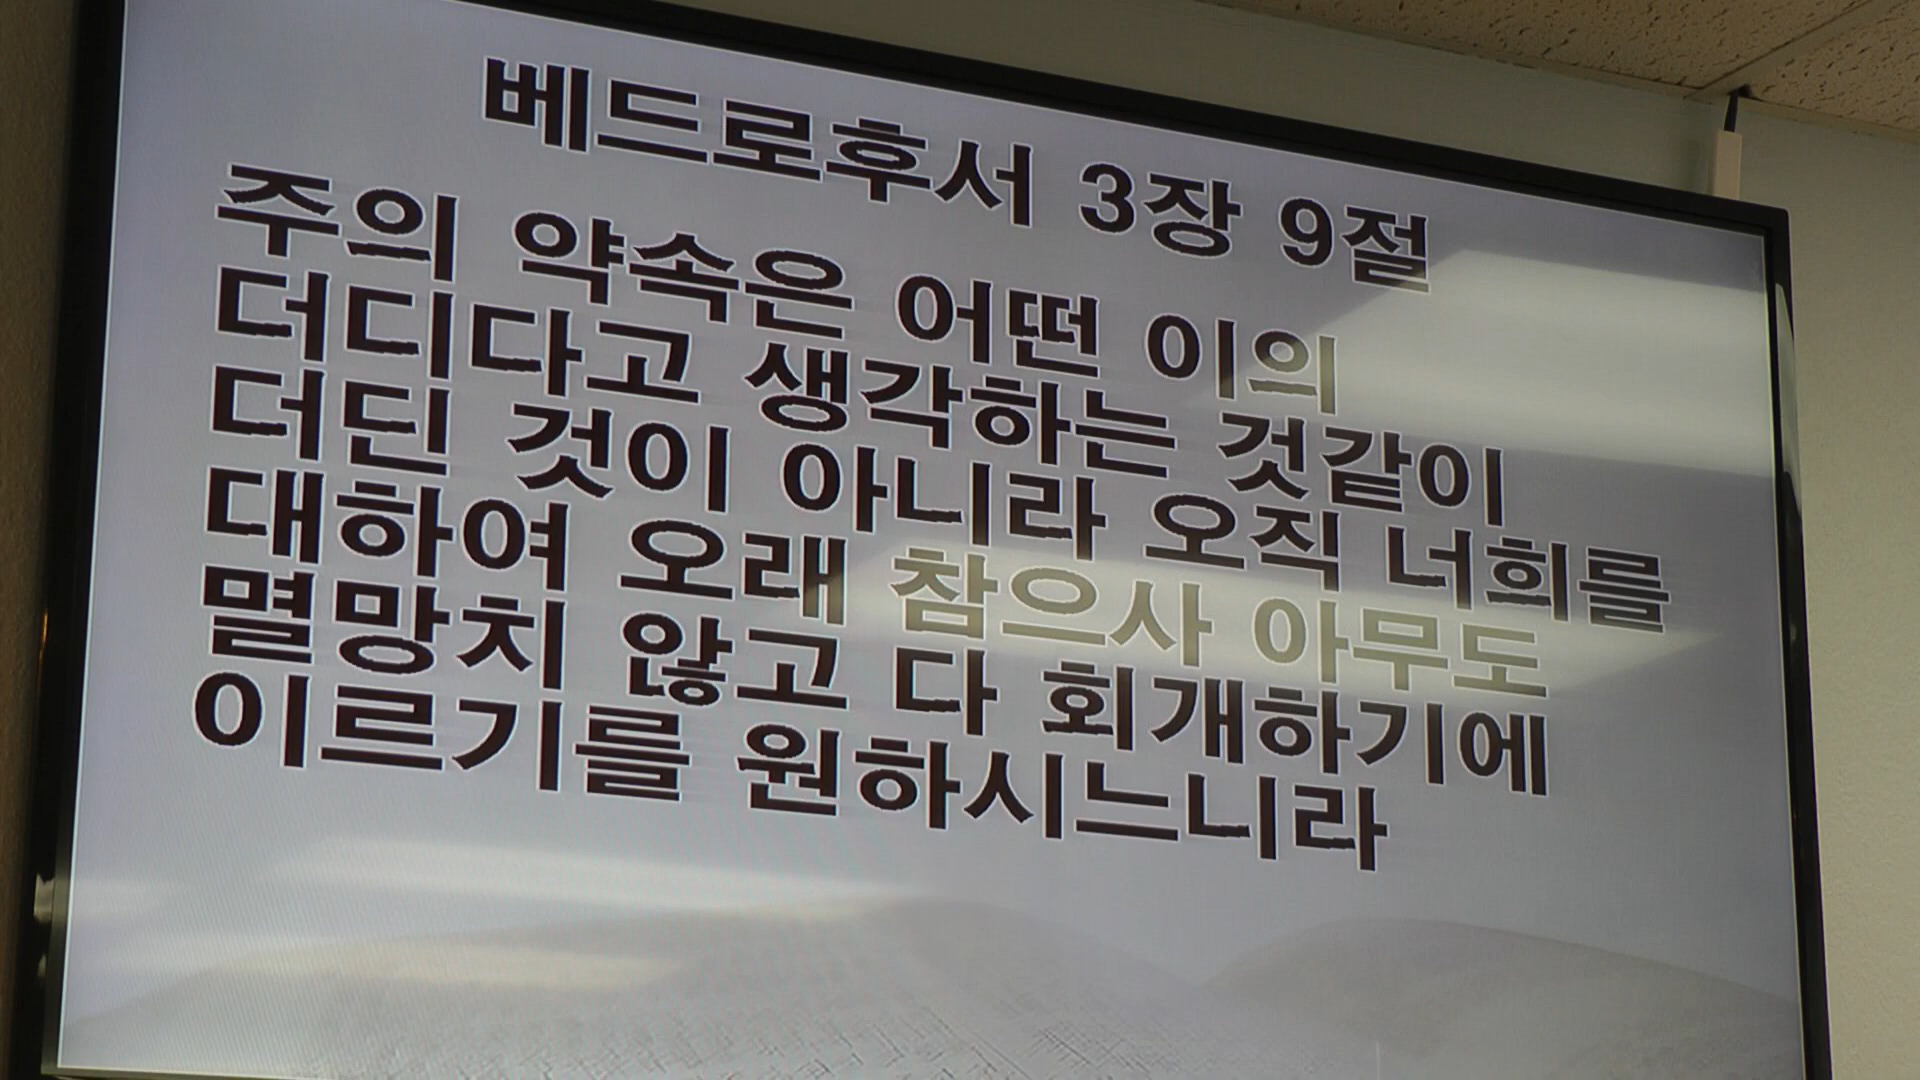 베드로후서 3장 9절
주의 약속은 어떤 이의
더디다고 생각하는 것같이
더딘 것이 아니라 오직 너희를
대하여 오래 참으사 아무도
멸망치 않고 다 회개하기에
이르기를 원하시느니라